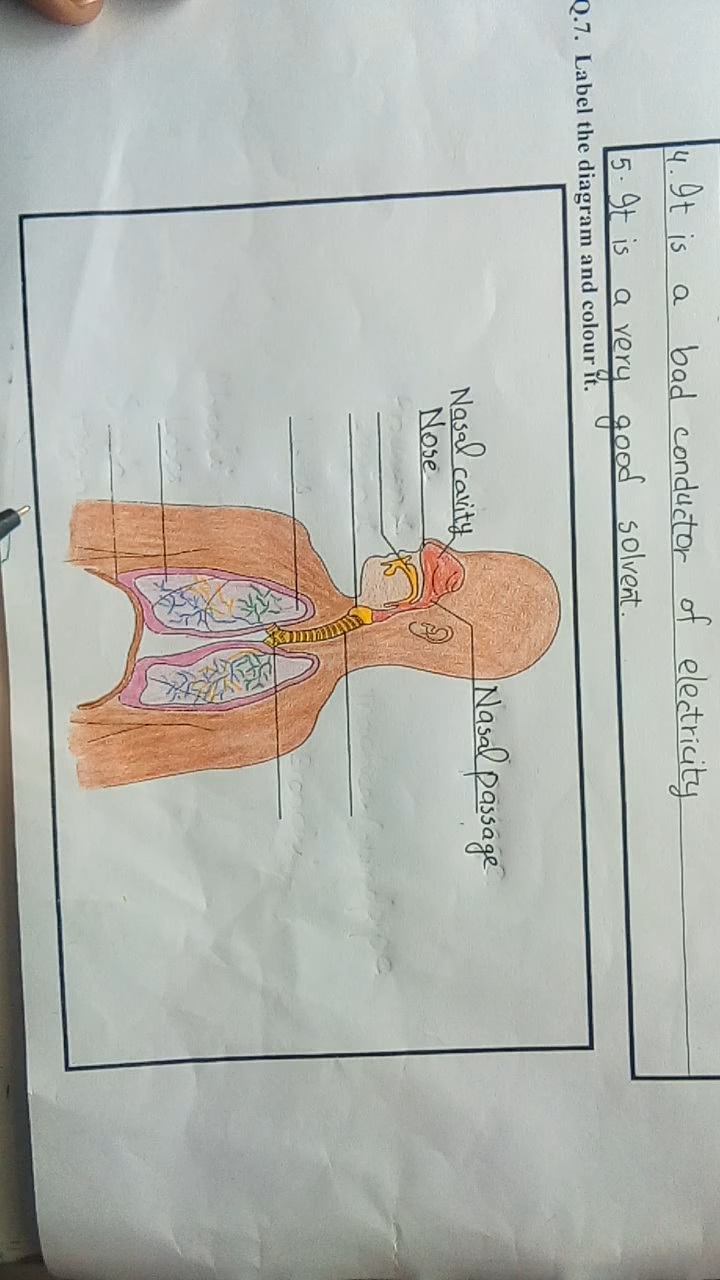 4. It is a bad conductor of electricity
5. It is a very good solvent.
Q.7. Label the diagram and colour it.
Nasal cavity
Nose
Nasal passage